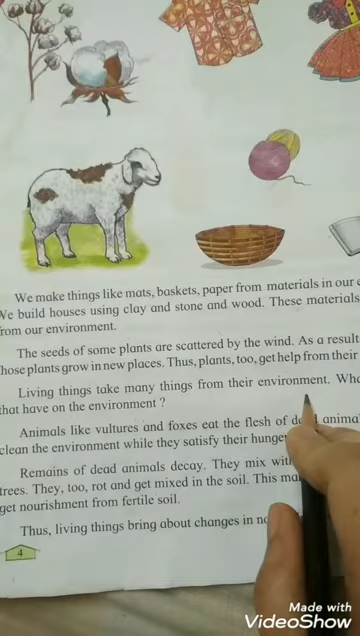 We make things like mats, baskets, paper from materials in our
We build houses using clay and stone and wood. These materials
from our environment.
The seeds of some plants are scattered by the wind. As a result
those plants grow in new places. Thus, plants, too, get help from their
Living things take many things from their environment.
that have on the environment ?
Animals like vultures and foxes eat the flesh of
clean the environment while they satisfy their hunger
Remains of dead animals decay. They mix
trees. They, too, rot and get mixed in the soil. This
get nourishment from fertile soil.
Thus, living things bring about changes in
4
Made with
VideoShow